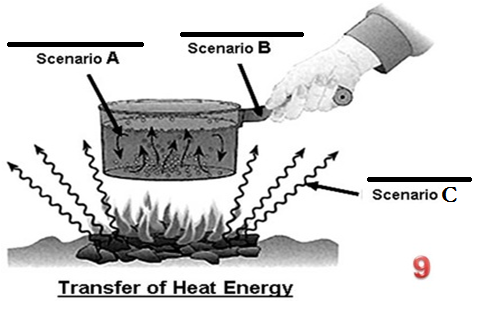 Scenario A
Scenario B
Scenario C
9
Transfer of Heat Energy